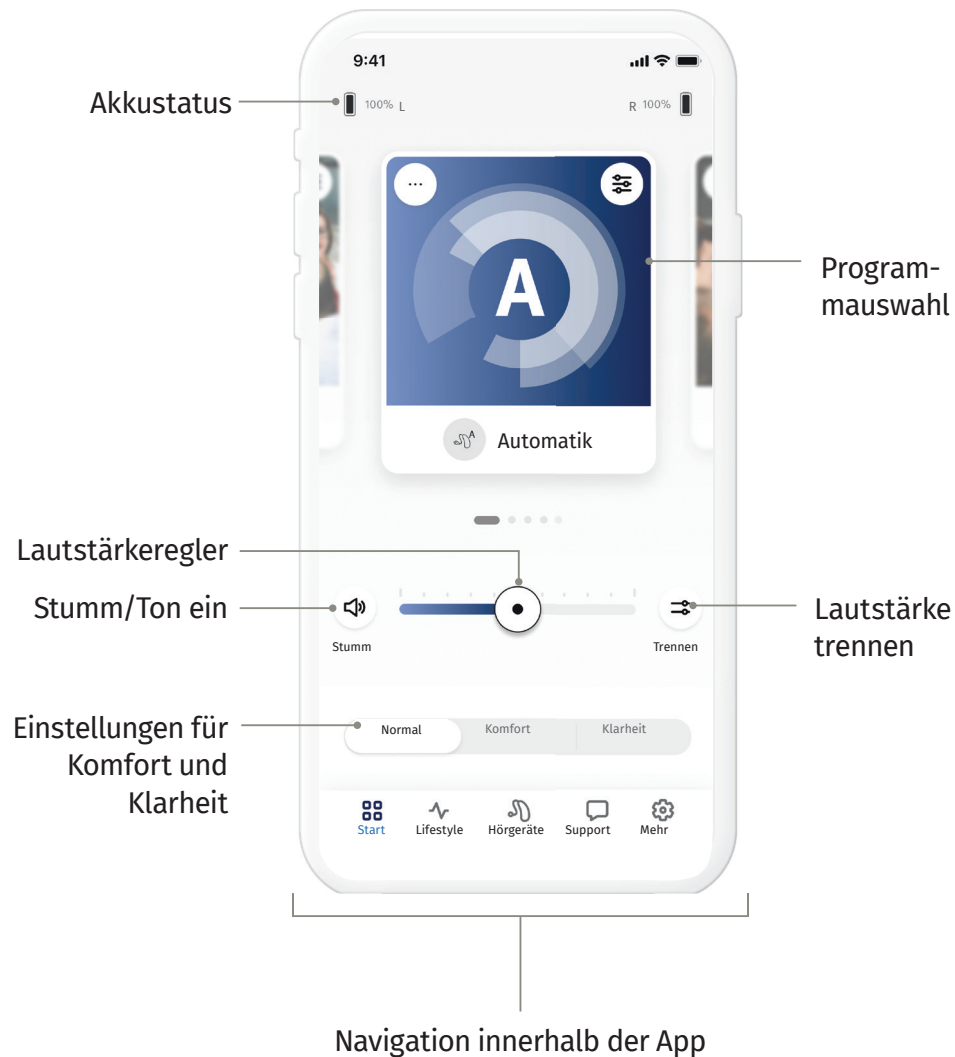 9:41
Akkustatus
100% L
R 100%
A
Program-
mauswahl
A
Automatik
Lautstärkeregler
Stumm/Ton ein
Lautstärke
trennen
Stumm
Trennen
Einstellungen für
Komfort und
Klarheit
Normal
Komfort
Klarheit
Start
Lifestyle
Hörgeräte
Support
Mehr
Navigation innerhalb der App